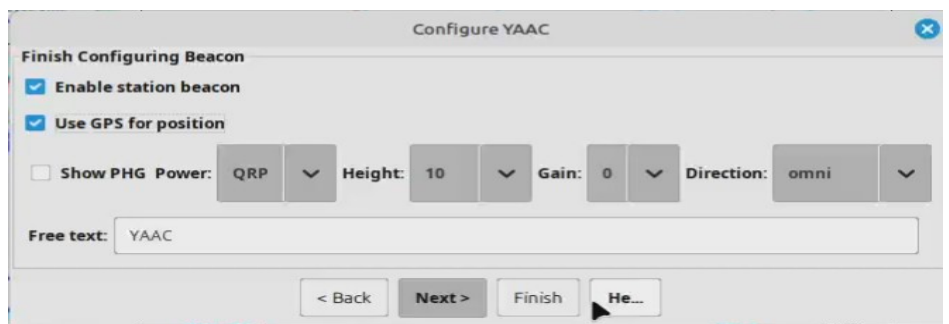 Configure YAAC
Finish Configuring Beacon
Enable station beacon
Use GPS for position
Show PHG Power: QRP Height: 10 Gain: 0 Direction: omni
Free text: YAAC
< Back Next > Finish He...